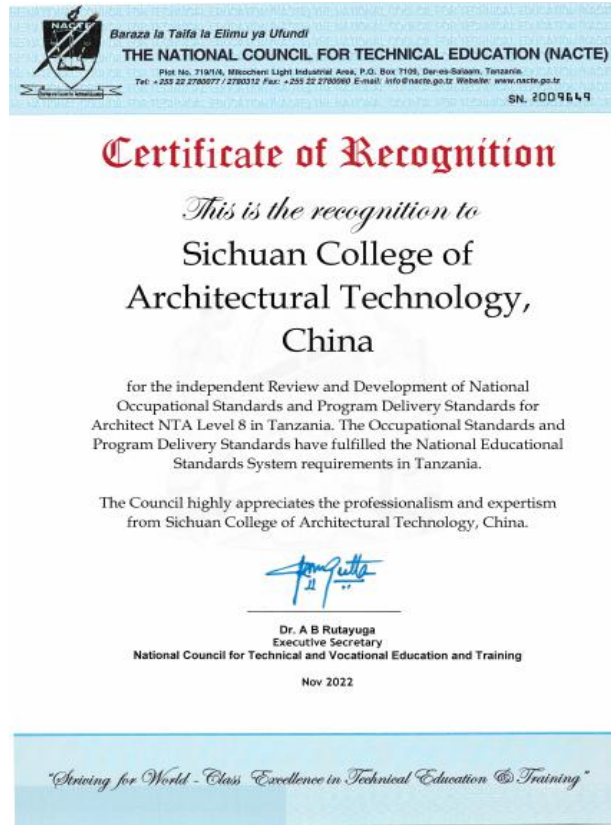 NACTE
Baraza la Taifa la Elimu ya Ufundi
THE NATIONAL COUNCIL FOR TECHNICAL EDUCATION (NACTE)
Plot No. 719/1/4, Mikocheni Light Industrial Area, P.O. Box 7109, Dar-es-Salaam, Tanzania
Tel: +255 22 2780077 / 2780312 Fax: +255 22 2780060 E-mail: info@nacte.go.tz Website: www.nacte.go.tz
SN. 2009649
Certificate of Recognition
This is the recognition to
Sichuan College of
Architectural Technology,
China
for the independent Review and Development of National
Occupational Standards and Program Delivery Standards for
Architect NTA Level 8 in Tanzania. The Occupational Standards and
Program Delivery Standards have fulfilled the National Educational
Standards System requirements in Tanzania.
The Council highly appreciates the professionalism and expertism
from Sichuan College of Architectural Technology, China.
Dr. A B Rutayuga
Executive Secretary
National Council for Technical and Vocational Education and Training
Nov 2022
"Striving for World - Class Excellence in Technical Education & Training"